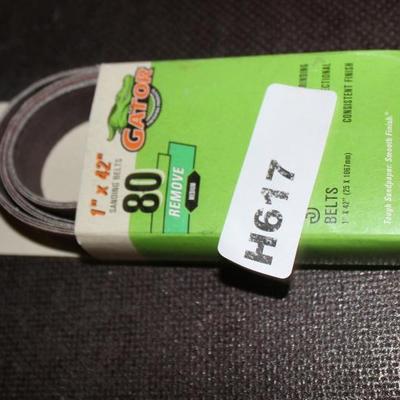 GATOR
1" X 42"
SANDING BELTS
80
REMOVE
MEDIUM
H617
BELTS
1" X 42" (25 X 1067mm)
CONSISTENT FINISH
Tough Sandpaper. Smooth Finish.